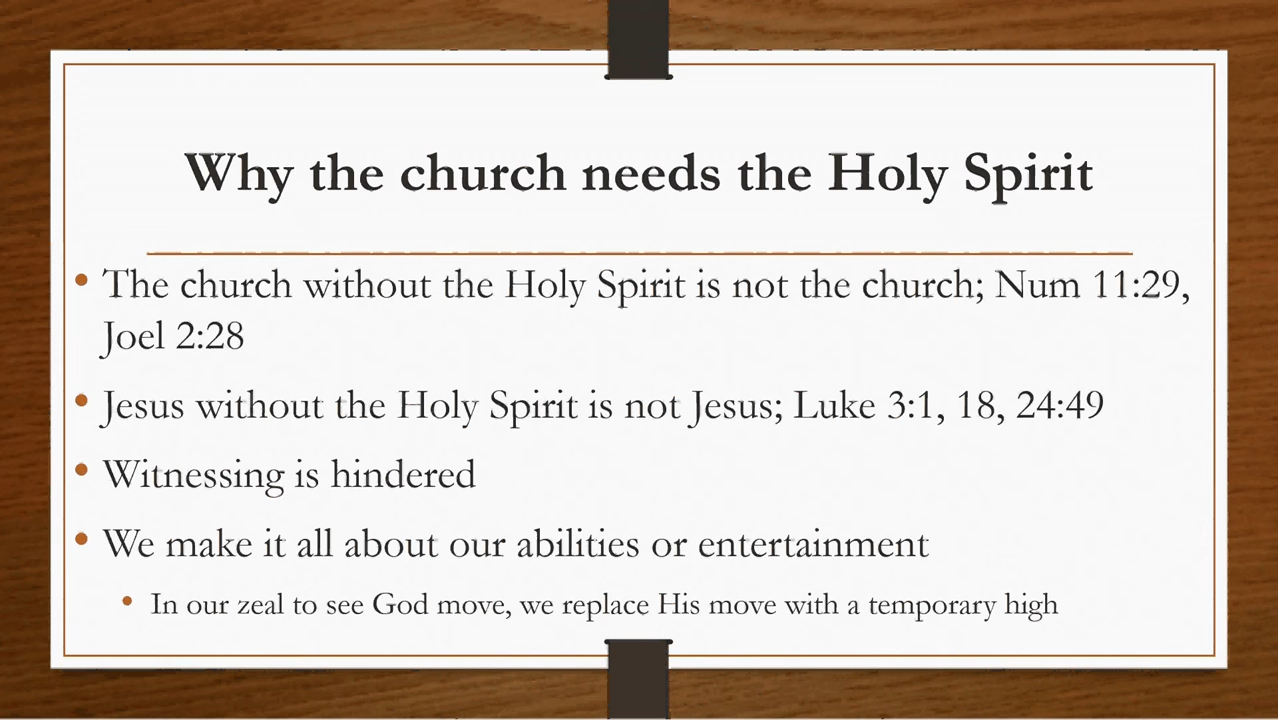 Why the church needs the Holy Spirit
• The church without the Holy Spirit is not the church; Num 11:29,
Joel 2:28
• Jesus without the Holy Spirit is not Jesus; Luke 3:1, 18, 24:49
• Witnessing is hindered
• We make it all about our abilities or entertainment
• In our zeal to see God move, we replace His move with a temporary high